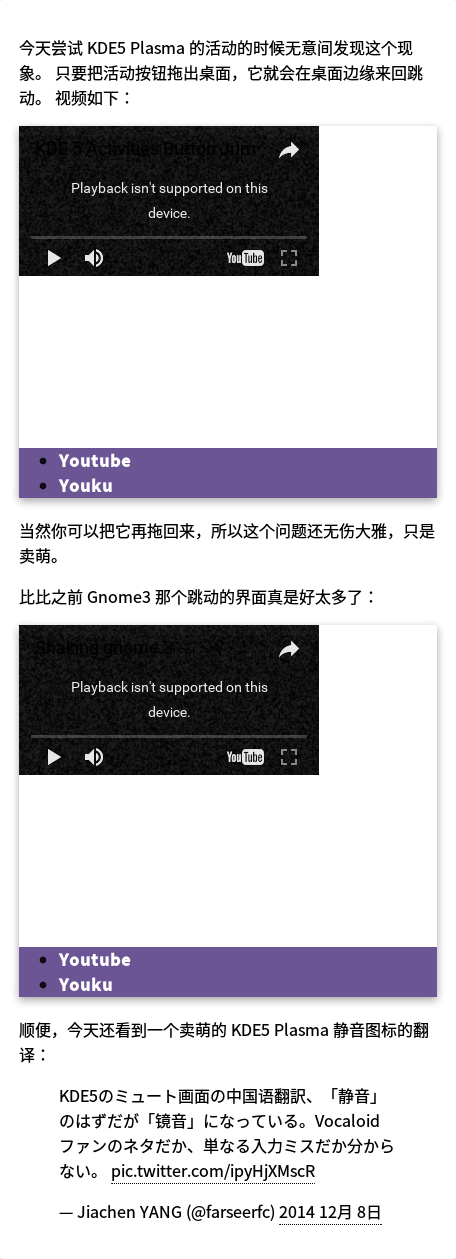 今天尝试 KDE5 Plasma 的活动的时候无意间发现这个现
象。 只要把活动按钮拖出桌面，它就会在桌面边缘来回跳
动。 视频如下：
KDE 5 Activities Button Jum
Playback isn't supported on this
device.
YouTube
Youtube
Youku
当然你可以把它再拖回来，所以这个问题还无伤大雅，只是
卖萌。
比比之前 Gnome3 那个跳动的界面真是好太多了：
Shaking gnome 3
Playback isn't supported on this
device.
YouTube
Youtube
Youku
顺便，今天还看到一个卖萌的 KDE5 Plasma 静音图标的翻
译：
KDE5のミュート画面の中国语翻訳、「静音」
のはずだが「镜音」になっている。Vocaloid
ファンのネタだか、単なる入力ミスだか分から
ない。 pic.twitter.com/ipyHjXMscR
— Jiachen YANG (@farseerfc) 2014 12月 8日